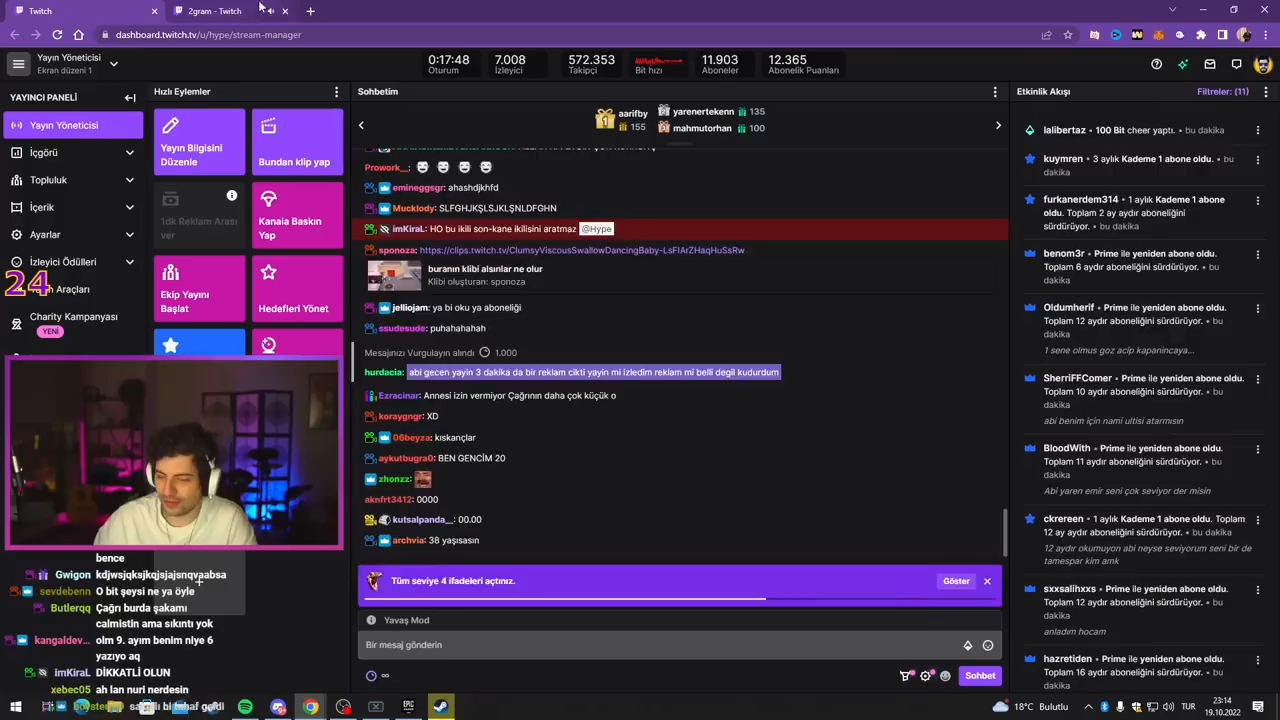 Twitch
2gram - Twitch
dashboard.twitch.tv/u/hype/stream-manager
Yayın Yöneticisi
Ekran düzeni 1
0:17:48
Oturum
7.008
İzleyici
572.353
Takipçi
Bit hızı
11.903
Aboneler
12.365
Abonelik Puanları
YAYINCI PANELİ
Yayın Yöneticisi
İçgörü
Topluluk
İçerik
Ayarlar
İzleyici Ödülleri
24
Araçları
Charity Kampanyası
YENİ
Hızlı Eylemler
Yayın Bilgisini
Düzenle
Bundan klip yap
1dk Reklam Arası
ver
Kanala Baskın
Yap
Ekip Yayını
Başlat
Hedefleri Yönet
Sohbetim
1
aarifby
155
yarenertekenn 135
mahmutorhan 100
Prowork__:
emineggsgr: ahashdjkhfd
Mucklody: SLFGHJKŞLSJKLŞNLDFGHN
imKiraL: HO bu ikili son-kane ikilisini aratmaz @Hype
sponoza: https://clips.twitch.tv/ClumsyViscousSwallowDancingBaby-LsFlArZHaqHuSsRw
buranın klibi alsınlar ne olur
Klibi oluşturan: sponoza
jelliojam: ya bi oku ya aboneliği
ssudesude: puhahahahah
Mesajınızı Vurgulayın alındı 1.000
hurdacia: abi gecen yayin 3 dakika da bir reklam cikti yayin mi izledim reklam mi belli degil kudurdum
Ezracinar: Annesi izin vermiyor Çağrının daha çok küçük o
koraygngr: XD
06beyza: kıskançlar
aykutbugra0: BEN GENCİM 20
zhonzz:
aknfrt3412: 0000
kutsalpanda__: 00.00
archvia: 38 yaşısasın
Tüm seviye 4 ifadeleri açtınız.
Göster
Yavaş Mod
Bir mesaj gönderin
∞
Sohbet
Etkinlik Akışı
Filtreler: (11)
lalibertaz • 100 Bit cheer yaptı. • bu dakika
kuymren • 3 aylık Kademe 1 abone oldu. • bu
dakika
furkanerdem314 • 1 aylık Kademe 1 abone
oldu. Toplam 2 ay aydır aboneliğini
sürdürüyor. • bu dakika
benom3r • Prime ile yeniden abone oldu.
Toplam 6 aydır aboneliğini sürdürüyor. • bu
dakika
Oldumherif • Prime ile yeniden abone oldu.
Toplam 12 aydır aboneliğini sürdürüyor. • bu
dakika
1 sene olmus goz acip kapanincaya...
SherriFFComer • Prime ile yeniden abone oldu.
Toplam 10 aydır aboneliğini sürdürüyor. • bu
dakika
abi benim için nami ultisi atarmisın
BloodWith • Prime ile yeniden abone oldu.
Toplam 11 aydır aboneliğini sürdürüyor. • bu
dakika
Abi yaren emir seni çok seviyor der misin
ckrereen • 1 aylık Kademe 1 abone oldu. Toplam
12 ay aydır aboneliğini sürdürüyor. • bu dakika
12 aydır okumuyon abi neyse seviyorum seni bir de
tamespar kim amk
sxxsalihxxs • Prime ile yeniden abone oldu.
Toplam 12 aydır aboneliğini sürdürüyor. • bu
dakika
anladım hocam
hazretiden • Prime ile yeniden abone oldu.
Toplam 16 aydır aboneliğini sürdürüyor. • bu
dakika
bence
Gwigon kdjwsjqksjkqjsjajsnqvaabsa
sevdebenn O bit şeysi ne ya öyle
Butlerqq Çağrı burda şakamı
calmistin ama sıkıntı yok
kangaldev... olm 9. ayım benim niye 6
yazıyo aq
imKiraL DİKKATLİ OLUN
xebec05 ah lan nuri nerdesin
EPIC
18°C Bulutlu
TUR
23:14
19.10.2022